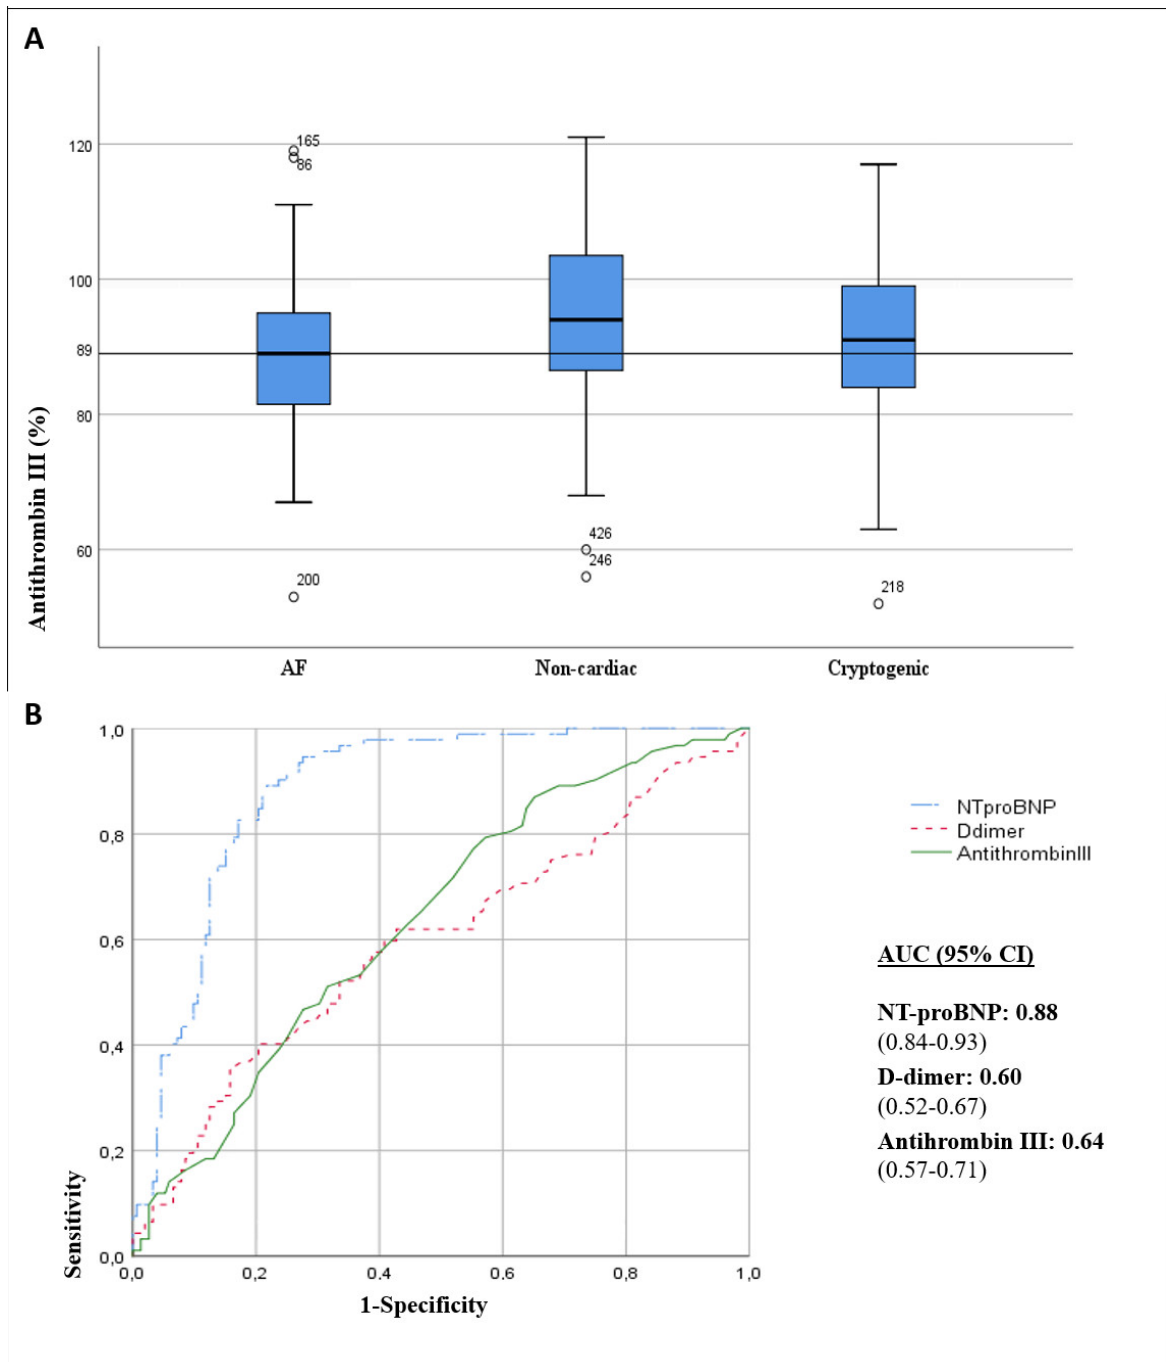 A
165
86
120
100
89
80
60
426
246
200
218
Antithrombin III (%)
AF Non-cardiac Cryptogenic
B
1,0
0,8
0,6
0,4
0,2
0,0
0,0 0,2 0.4 0.6 0,8 1,0
Sensitivity
1-Specificity
NTproBNP
Ddimer
AntithrombinIII
AUC (95% CI)
NT-proBNP: 0.88
(0.84-0.93)
D-dimer: 0.60
(0.52-0.67)
Antihrombin III: 0.64
(0.57-0.71)